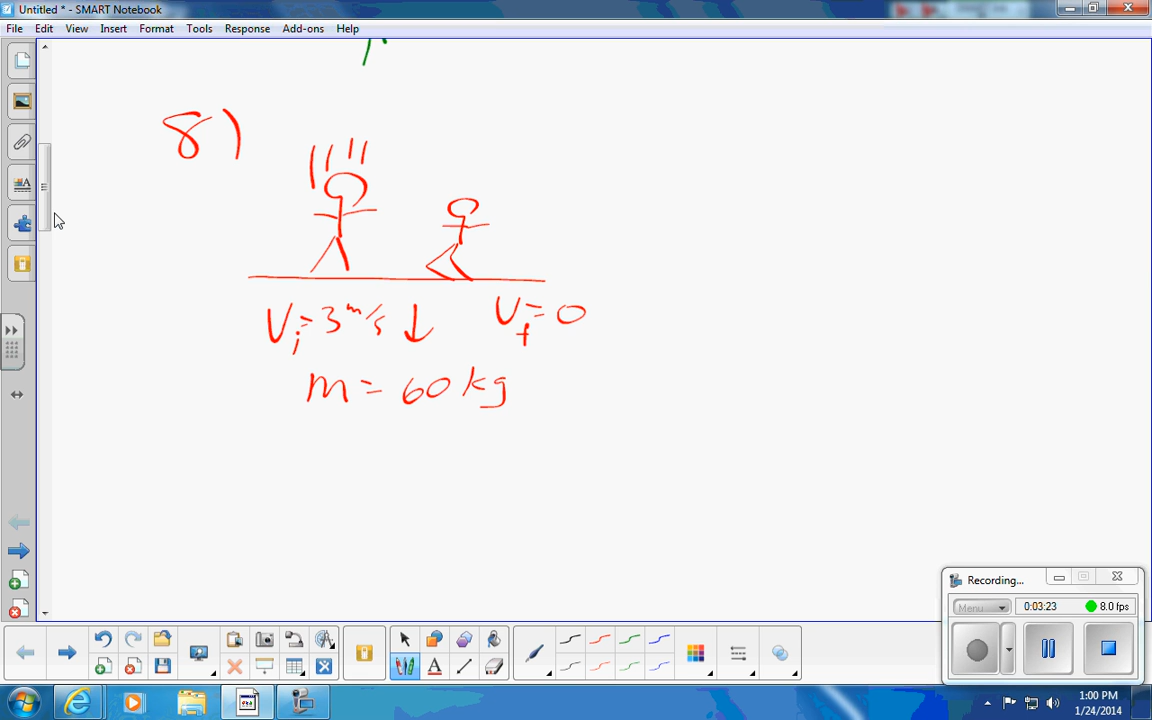 Untitled * - SMART Notebook
File Edit View Insert Format Tools Response Add-ons Help
8)
Vi = 3 m/s ↓ Vf = 0
m = 60 kg
Recording...
Menu 0:03:23 8.0 fps
A
1:00 PM
1/24/2014